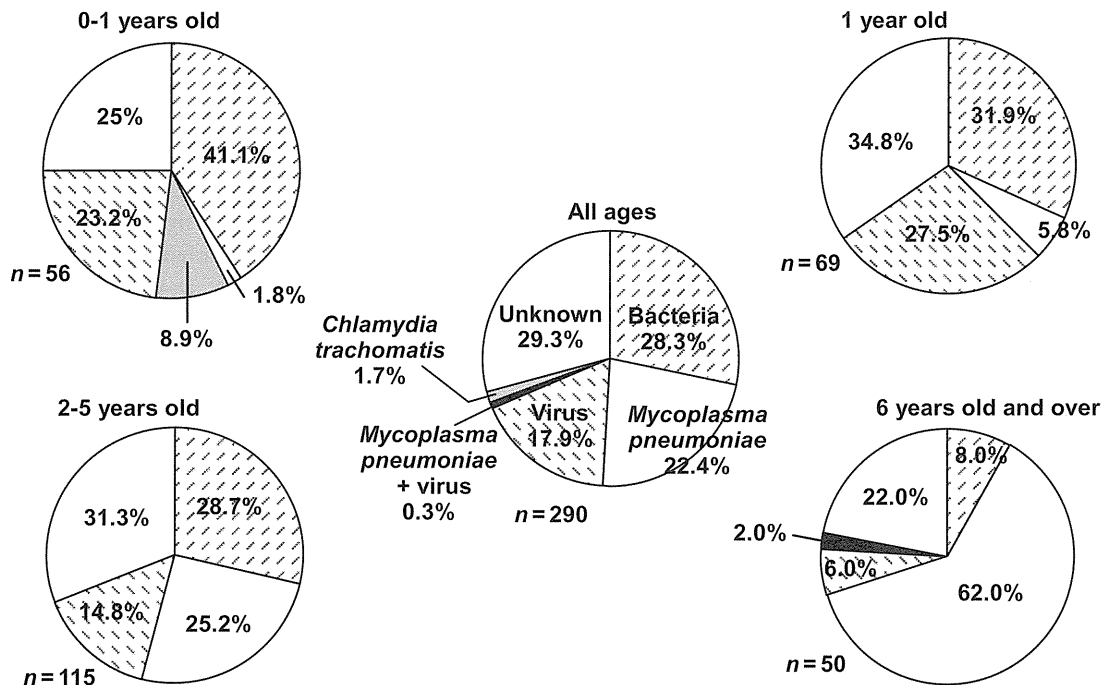 0-1 years old
25%
41.1%
23.2%
1.8%
8.9%
n = 56
1 year old
34.8%
31.9%
27.5%
5.8%
n = 69
All ages
Unknown
29.3%
Bacteria
28.3%
Chlamydia
trachomatis
1.7%
Virus
17.9%
Mycoplasma
pneumoniae
22.4%
Mycoplasma
pneumoniae
+ virus
0.3%
n = 290
2-5 years old
31.3%
28.7%
14.8%
25.2%
n = 115
6 years old and over
8.0%
22.0%
2.0%
6.0%
62.0%
n = 50